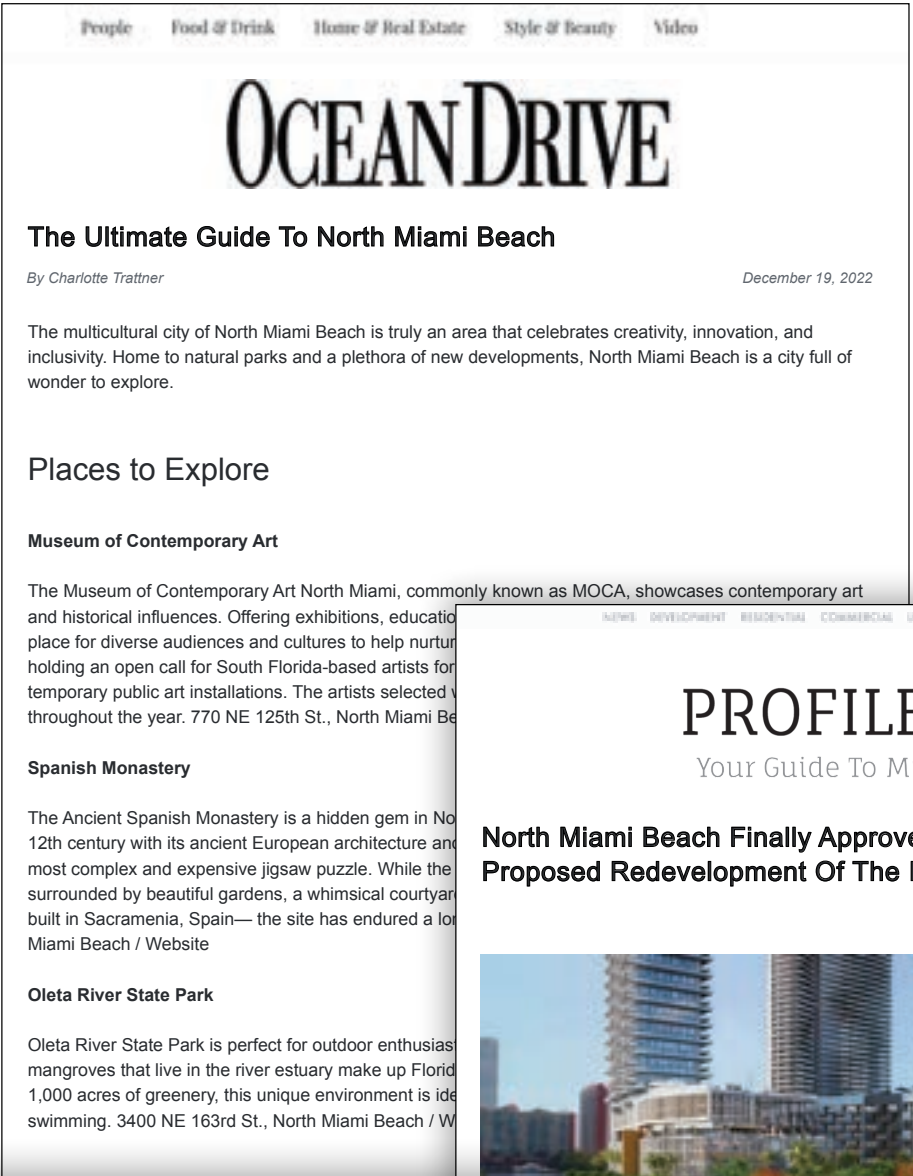 People Food & Drink Home & Real Estate Style & Beauty Video
OCEAN DRIVE
The Ultimate Guide To North Miami Beach
By Charlotte Trattner December 19, 2022
The multicultural city of North Miami Beach is truly an area that celebrates creativity, innovation, and
inclusivity. Home to natural parks and a plethora of new developments, North Miami Beach is a city full of
wonder to explore.
Places to Explore
Museum of Contemporary Art
The Museum of Contemporary Art North Miami, commonly known as MOCA, showcases contemporary art
and historical influences. Offering exhibitions,
place for diverse audiences and cultures to help
holding an open call for South Florida-based artists for
temporary public art installations. The artists selected
throughout the year. 770 NE 125th St., North Miami
Spanish Monastery
The Ancient Spanish Monastery is a hidden gem in
12th century with its ancient European architecture
most complex and expensive jigsaw puzzle. While the
surrounded by beautiful gardens, a whimsical
built in Sacramenia, Spain— the site has endured a
Miami Beach / Website
Oleta River State Park
Oleta River State Park is perfect for outdoor
mangroves that live in the river estuary make up
1,000 acres of greenery, this unique environment is
swimming. 3400 NE 163rd St., North Miami Beach /
NEWS DEVELOPMENT RESIDENTIAL COMMERCIAL
PROFILE
Your Guide To M
North Miami Beach Finally Approve
Proposed Redevelopment Of The